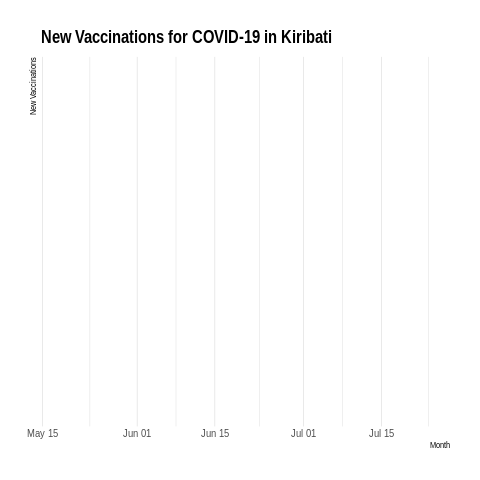 New Vaccinations for COVID-19 in Kiribati
New Vaccinations
May 15 Jun 01 Jun 15 Jul 01 Jul 15
Month